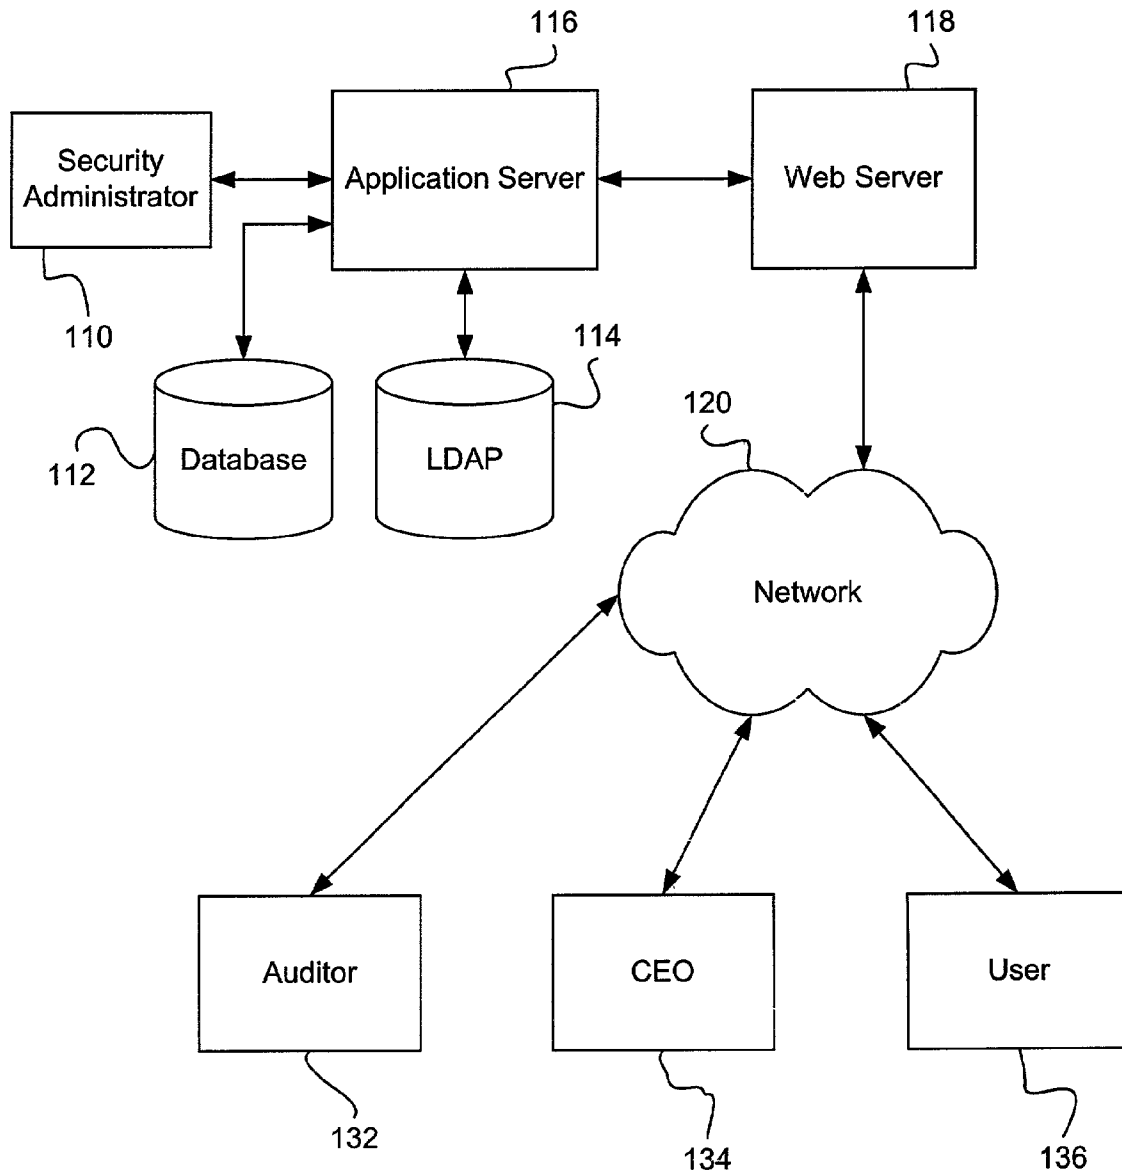 116
118
Security
Administrator
Application Server
Web Server
110
114
120
112
Database
LDAP
Network
Auditor
CEO
User
132
134
136